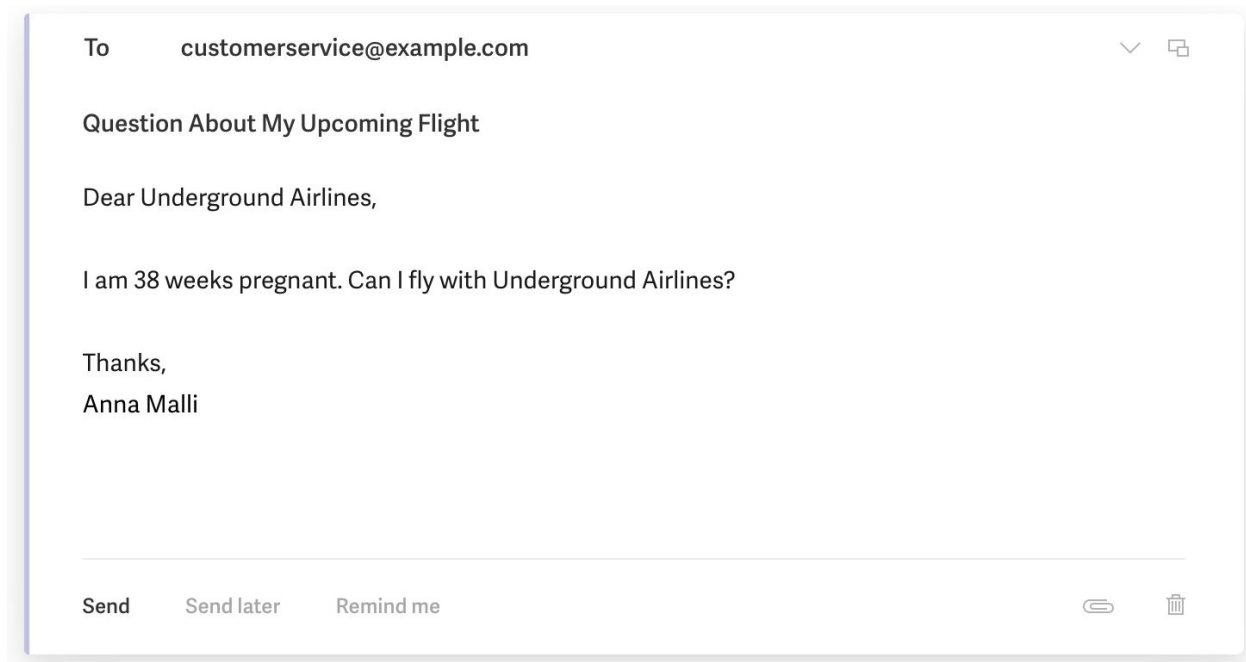 To customerservice@example.com
Question About My Upcoming Flight
Dear Underground Airlines,
I am 38 weeks pregnant. Can I fly with Underground Airlines?
Thanks,
Anna Malli
Send Send later Remind me